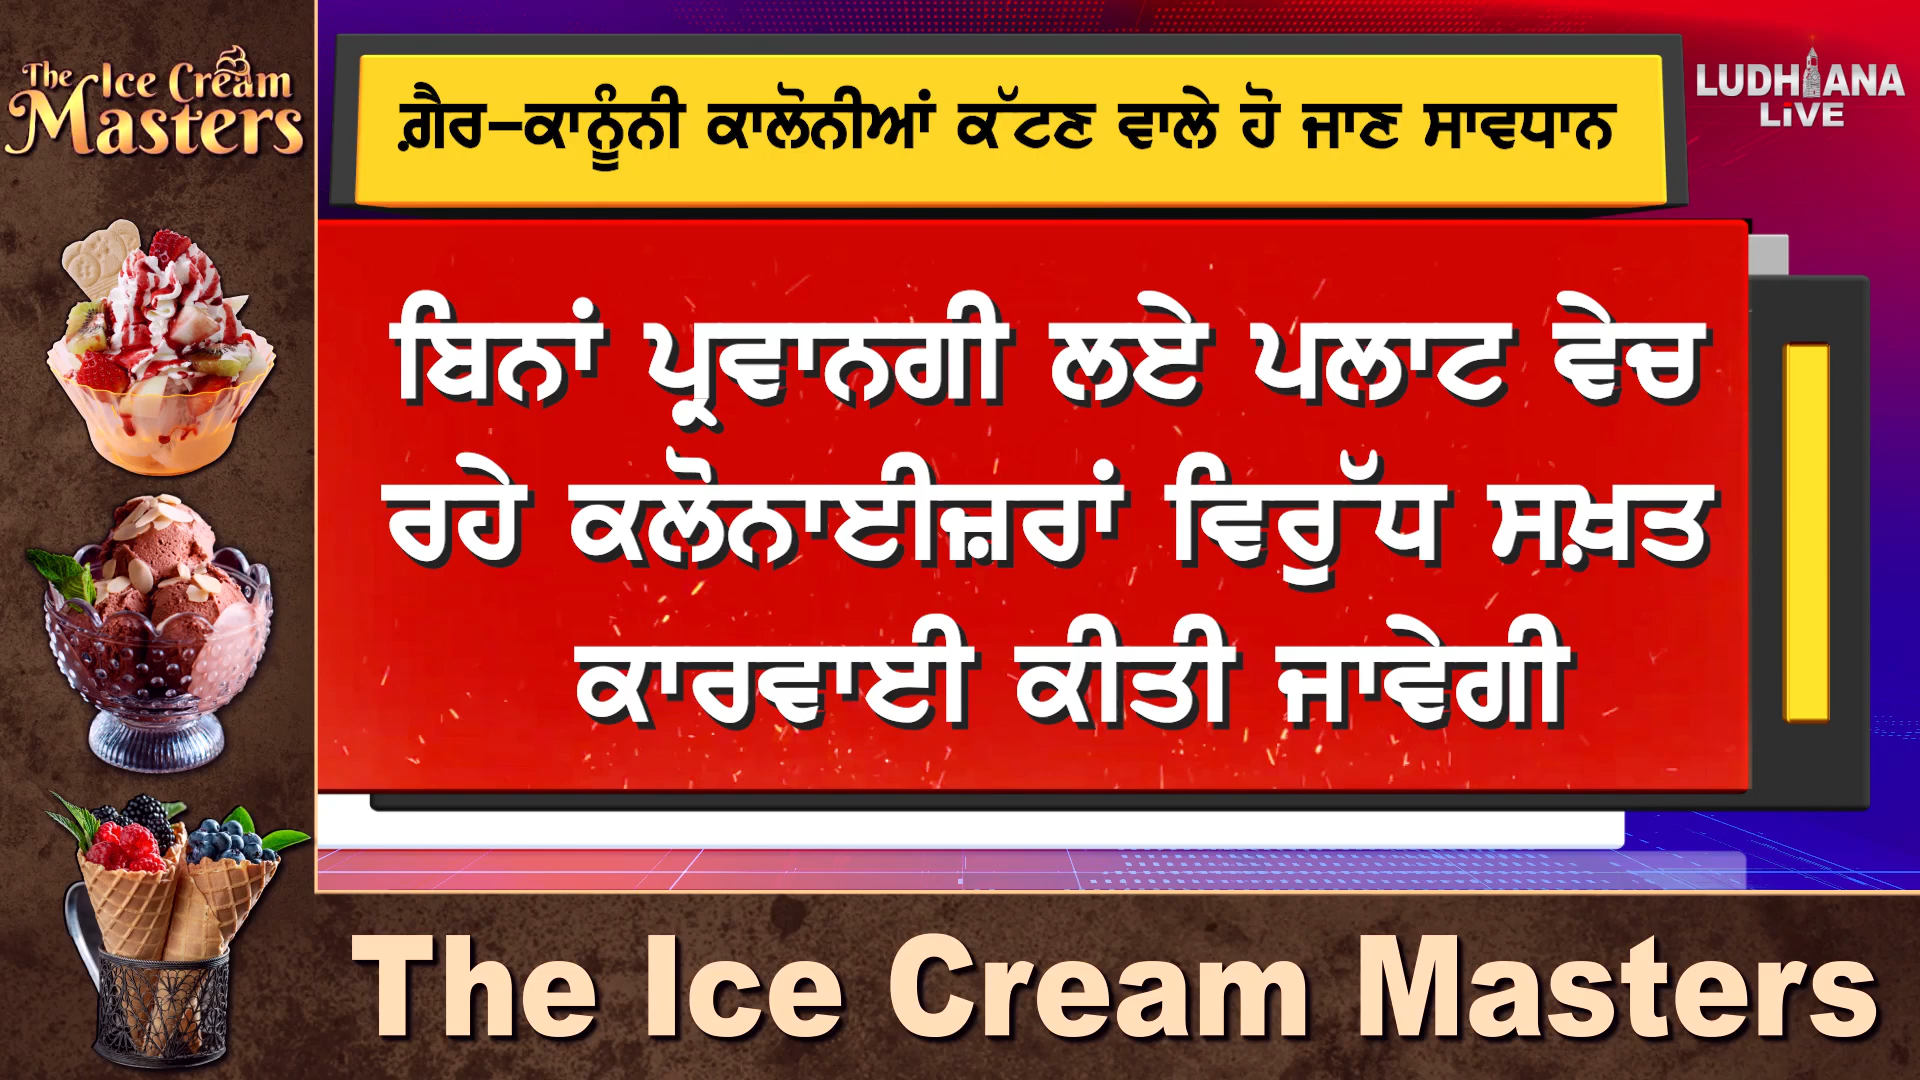 The Ice Cream
Masters
ਗ਼ੈਰ-ਕਾਨੂੰਨੀ ਕਾਲੋਨੀਆਂ ਕੱਟਣ ਵਾਲੇ ਹੋ ਜਾਣ ਸਾਵਧਾਨ
LUDHIANA
LiVE
ਬਿਨਾਂ ਪ੍ਰਵਾਨਗੀ ਲਏ ਪਲਾਟ ਵੇਚ
ਰਹੇ ਕਲੋਨਾਈਜ਼ਰਾਂ ਵਿਰੁੱਧ ਸਖ਼ਤ
ਕਾਰਵਾਈ ਕੀਤੀ ਜਾਵੇਗੀ
The Ice Cream Masters